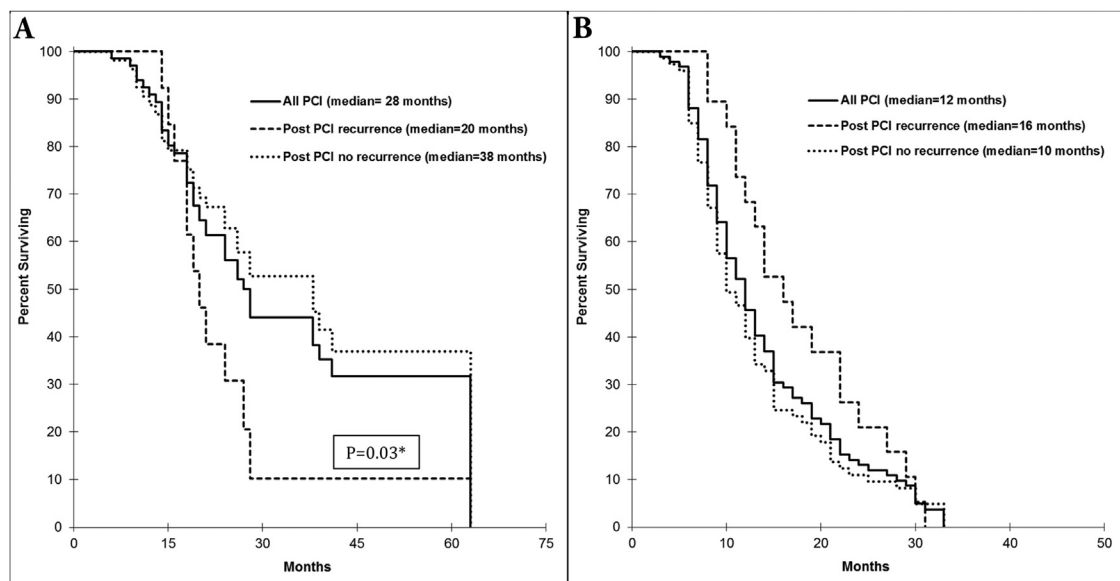 A
100
90
80
70
60
50
40
30
20
10
0
Percent Surviving
All PCI (median= 28 months)
Post PCI recurrence (median=20 months)
Post PCI no recurrence (median=38 months)
P=0.03*
0 15 30 45 60 75
Months
B
100
90
80
70
60
50
40
30
20
10
0
Percent Surviving
All PCI (median=12 months)
Post PCI recurrence (median=16 months)
Post PCI no recurrence (median=10 months)
0 10 20 30 40 50
Months